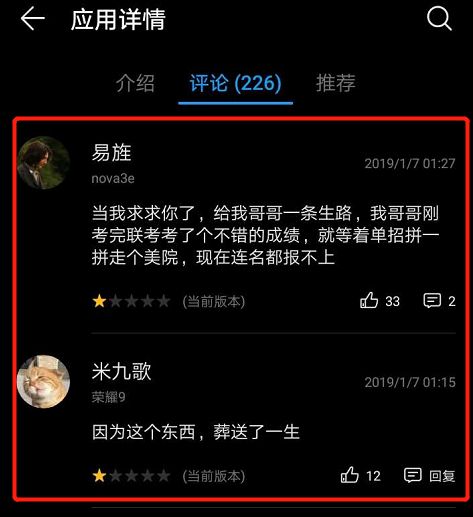 应用详情
介绍 评论 (226) 推荐
易旌
2019/1/7 01:27
nova3e
当我求求你了，给我哥哥一条生路，我哥哥刚
考完联考考了个不错的成绩，就等着单招拼一
拼走个美院，现在连名都报不上
(当前版本) 33 2
米九歌
2019/1/7 01:15
荣耀9
因为这个东西，葬送了一生
(当前版本) 12 回复